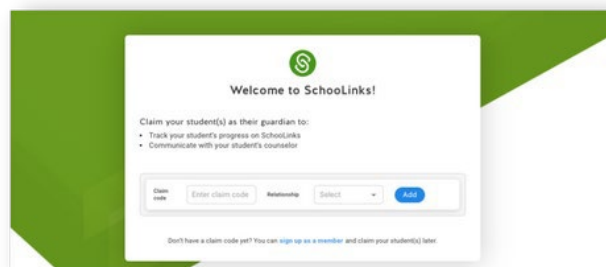 Welcome to SchooLinks!
Claim your student(s) as their guardian to:
• Track your student's progress on SchooLinks
• Communicate with your student's counselor
Claim code Enter claim code Relationship Select Add
Don't have a claim code yet? You can sign up as a member and claim your student(s) later.